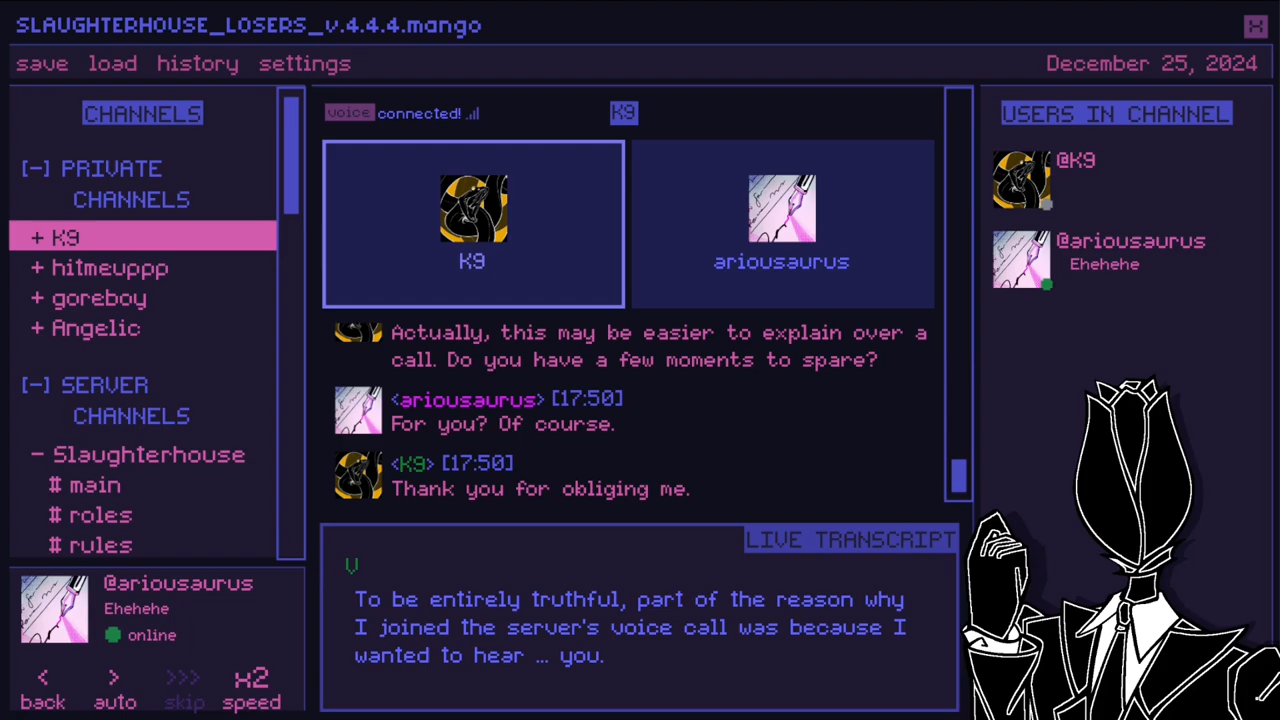 SLAUGHTERHOUSE_LOSERS_v.4.4.4.mango
X
save load history settings
December 25, 2024
CHANNELS
[-] PRIVATE
CHANNELS
+ K9
+ hitmeuppp
+ goreboy
+ Angelic
[-] SERVER
CHANNELS
- Slaughterhouse
# main
# roles
# rules
@ariousaurus
Ehehehe
online
< > >>> x2
back auto skip speed
voice connected!
K9
K9
ariousaurus
Actually, this may be easier to explain over a
call. Do you have a few moments to spare?
<ariousaurus> [17:50]
For you? Of course.
<K9> [17:50]
Thank you for obliging me.
LIVE TRANSCRIPT
V
To be entirely truthful, part of the reason why
I joined the server's voice call was because I
wanted to hear ... you.
USERS IN CHANNEL
@K9
@ariousaurus
Ehehehe